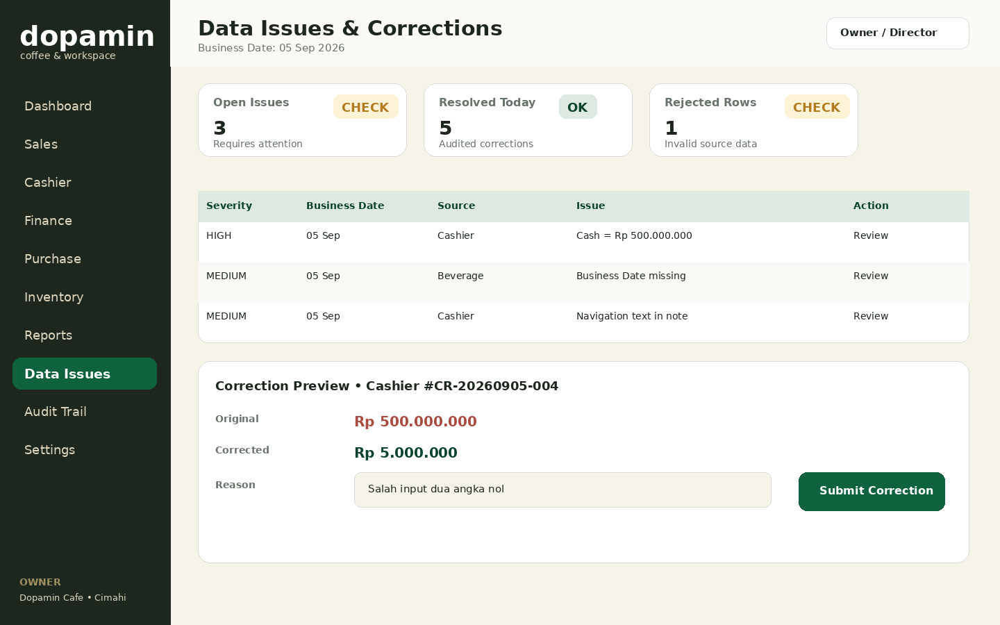 dopamin
coffee & workspace
Dashboard
Sales
Cashier
Finance
Purchase
Inventory
Reports
Data Issues
Audit Trail
Settings
OWNER
Dopamin Cafe • Cimahi
Data Issues & Corrections
Business Date: 05 Sep 2026
Owner / Director
Open Issues CHECK
3
Requires attention
Resolved Today OK
5
Audited corrections
Rejected Rows CHECK
1
Invalid source data
Severity Business Date Source Issue Action
HIGH 05 Sep Cashier Cash = Rp 500.000.000 Review
MEDIUM 05 Sep Beverage Business Date missing Review
MEDIUM 05 Sep Cashier Navigation text in note Review
Correction Preview • Cashier #CR-20260905-004
Original Rp 500.000.000
Corrected Rp 5.000.000
Reason Salah input dua angka nol Submit Correction